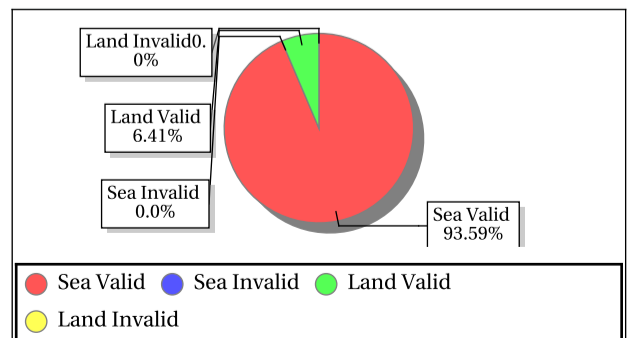 Land Invalid0.
0%
Land Valid
6.41%
Sea Invalid
0.0%
Sea Valid
93.59%
Sea Valid Sea Invalid Land Valid
Land Invalid